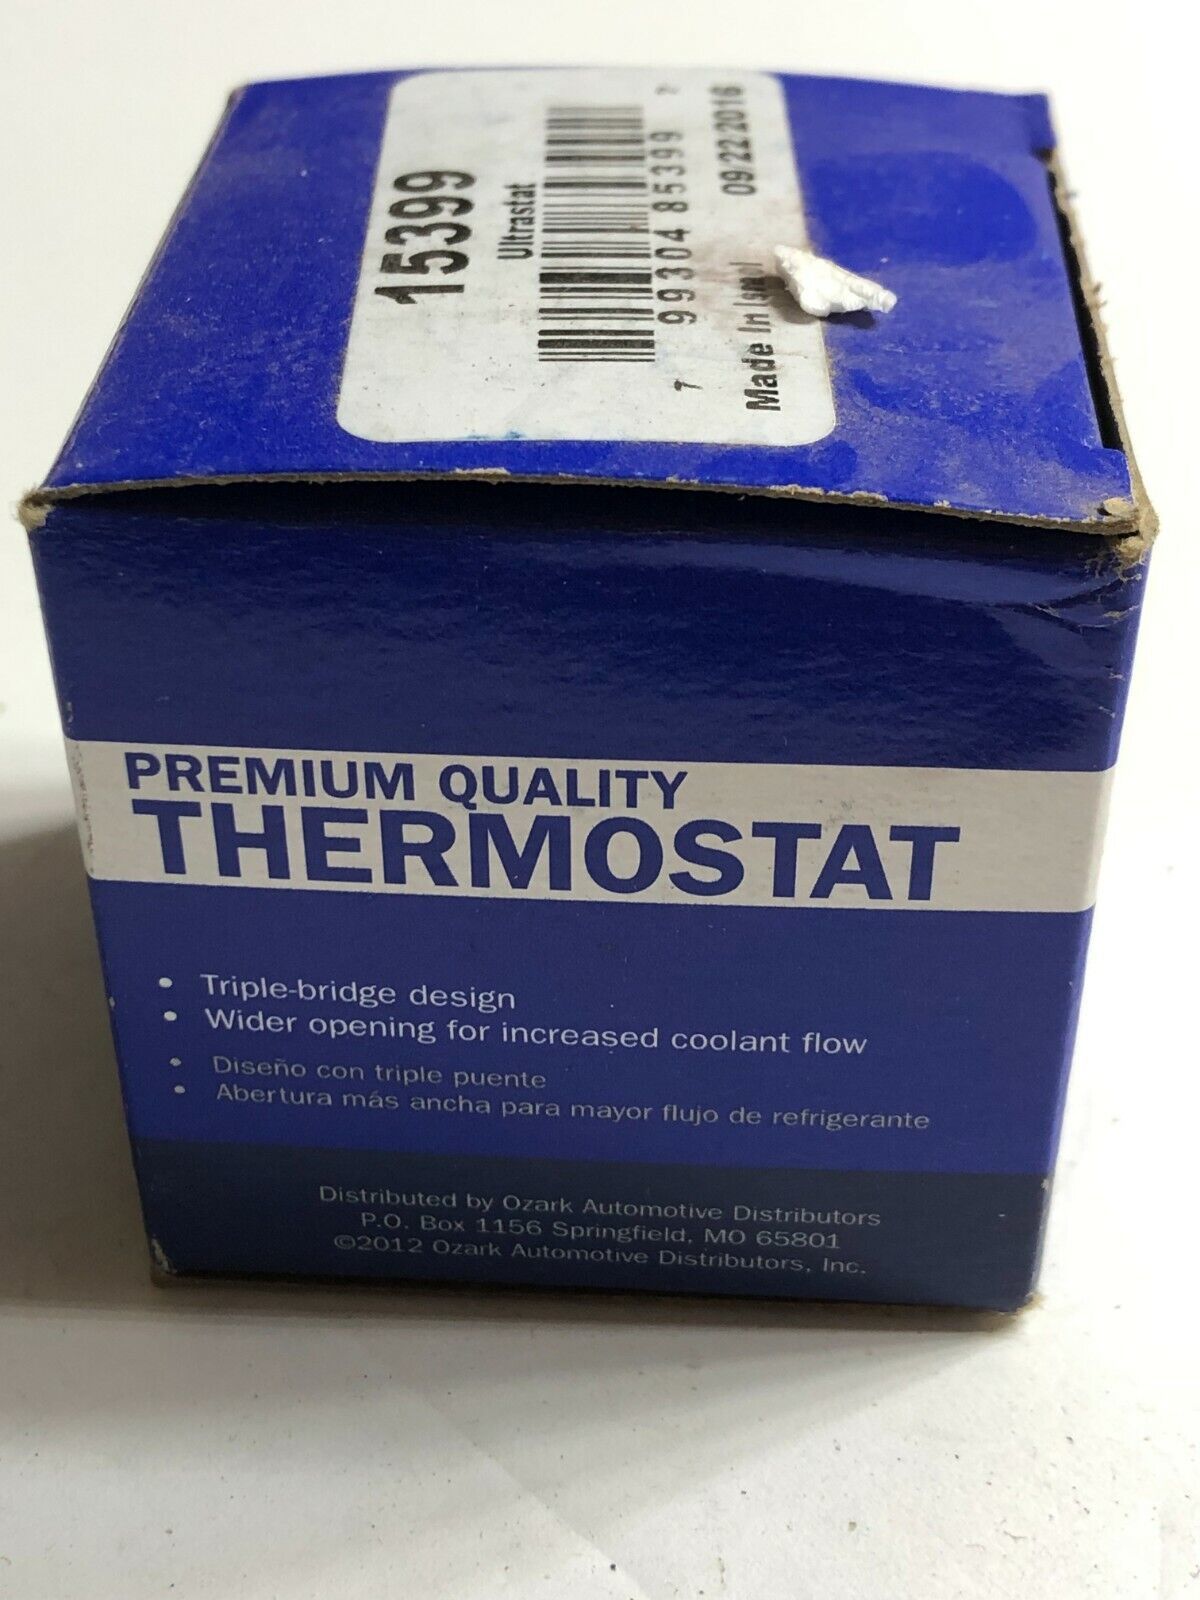 15399
Ultrastat
7 99304 85399 7
Made In 09/22/2016
PREMIUM QUALITY
THERMOSTAT
• Triple-bridge design
• Wider opening for increased coolant flow
• Diseño con triple puente
• Abertura más ancha para mayor flujo de refrigerante
Distributed by Ozark Automotive Distributors
P.O. Box 1156 Springfield, MO 65801
©2012 Ozark Automotive Distributors, Inc.